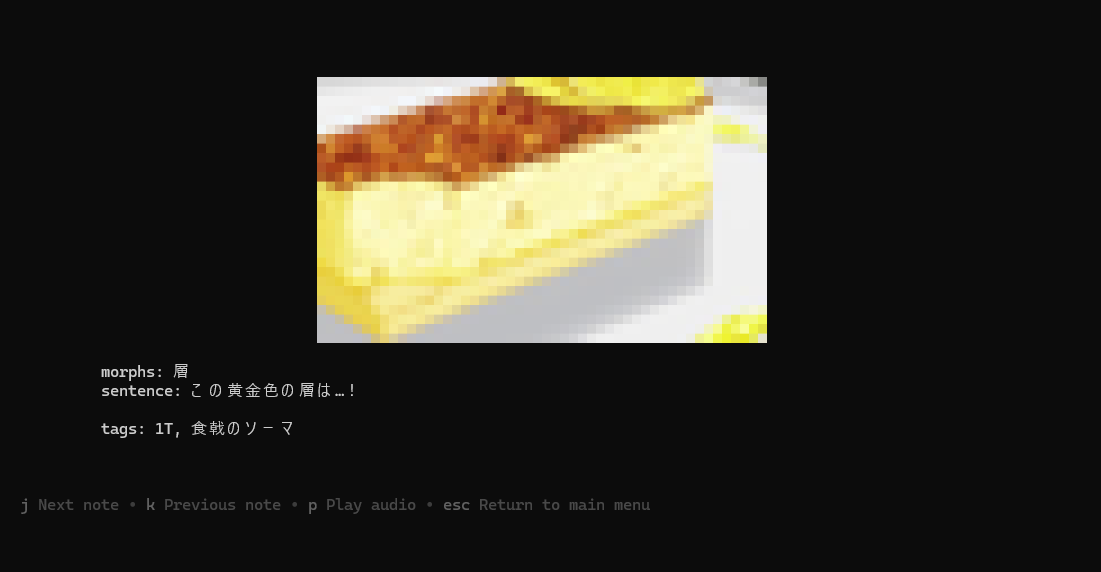 morphs: 層
sentence: この黄金色の層は…！
tags: 1T, 食戟のソーマ
j Next note • k Previous note • p Play audio • esc Return to main menu